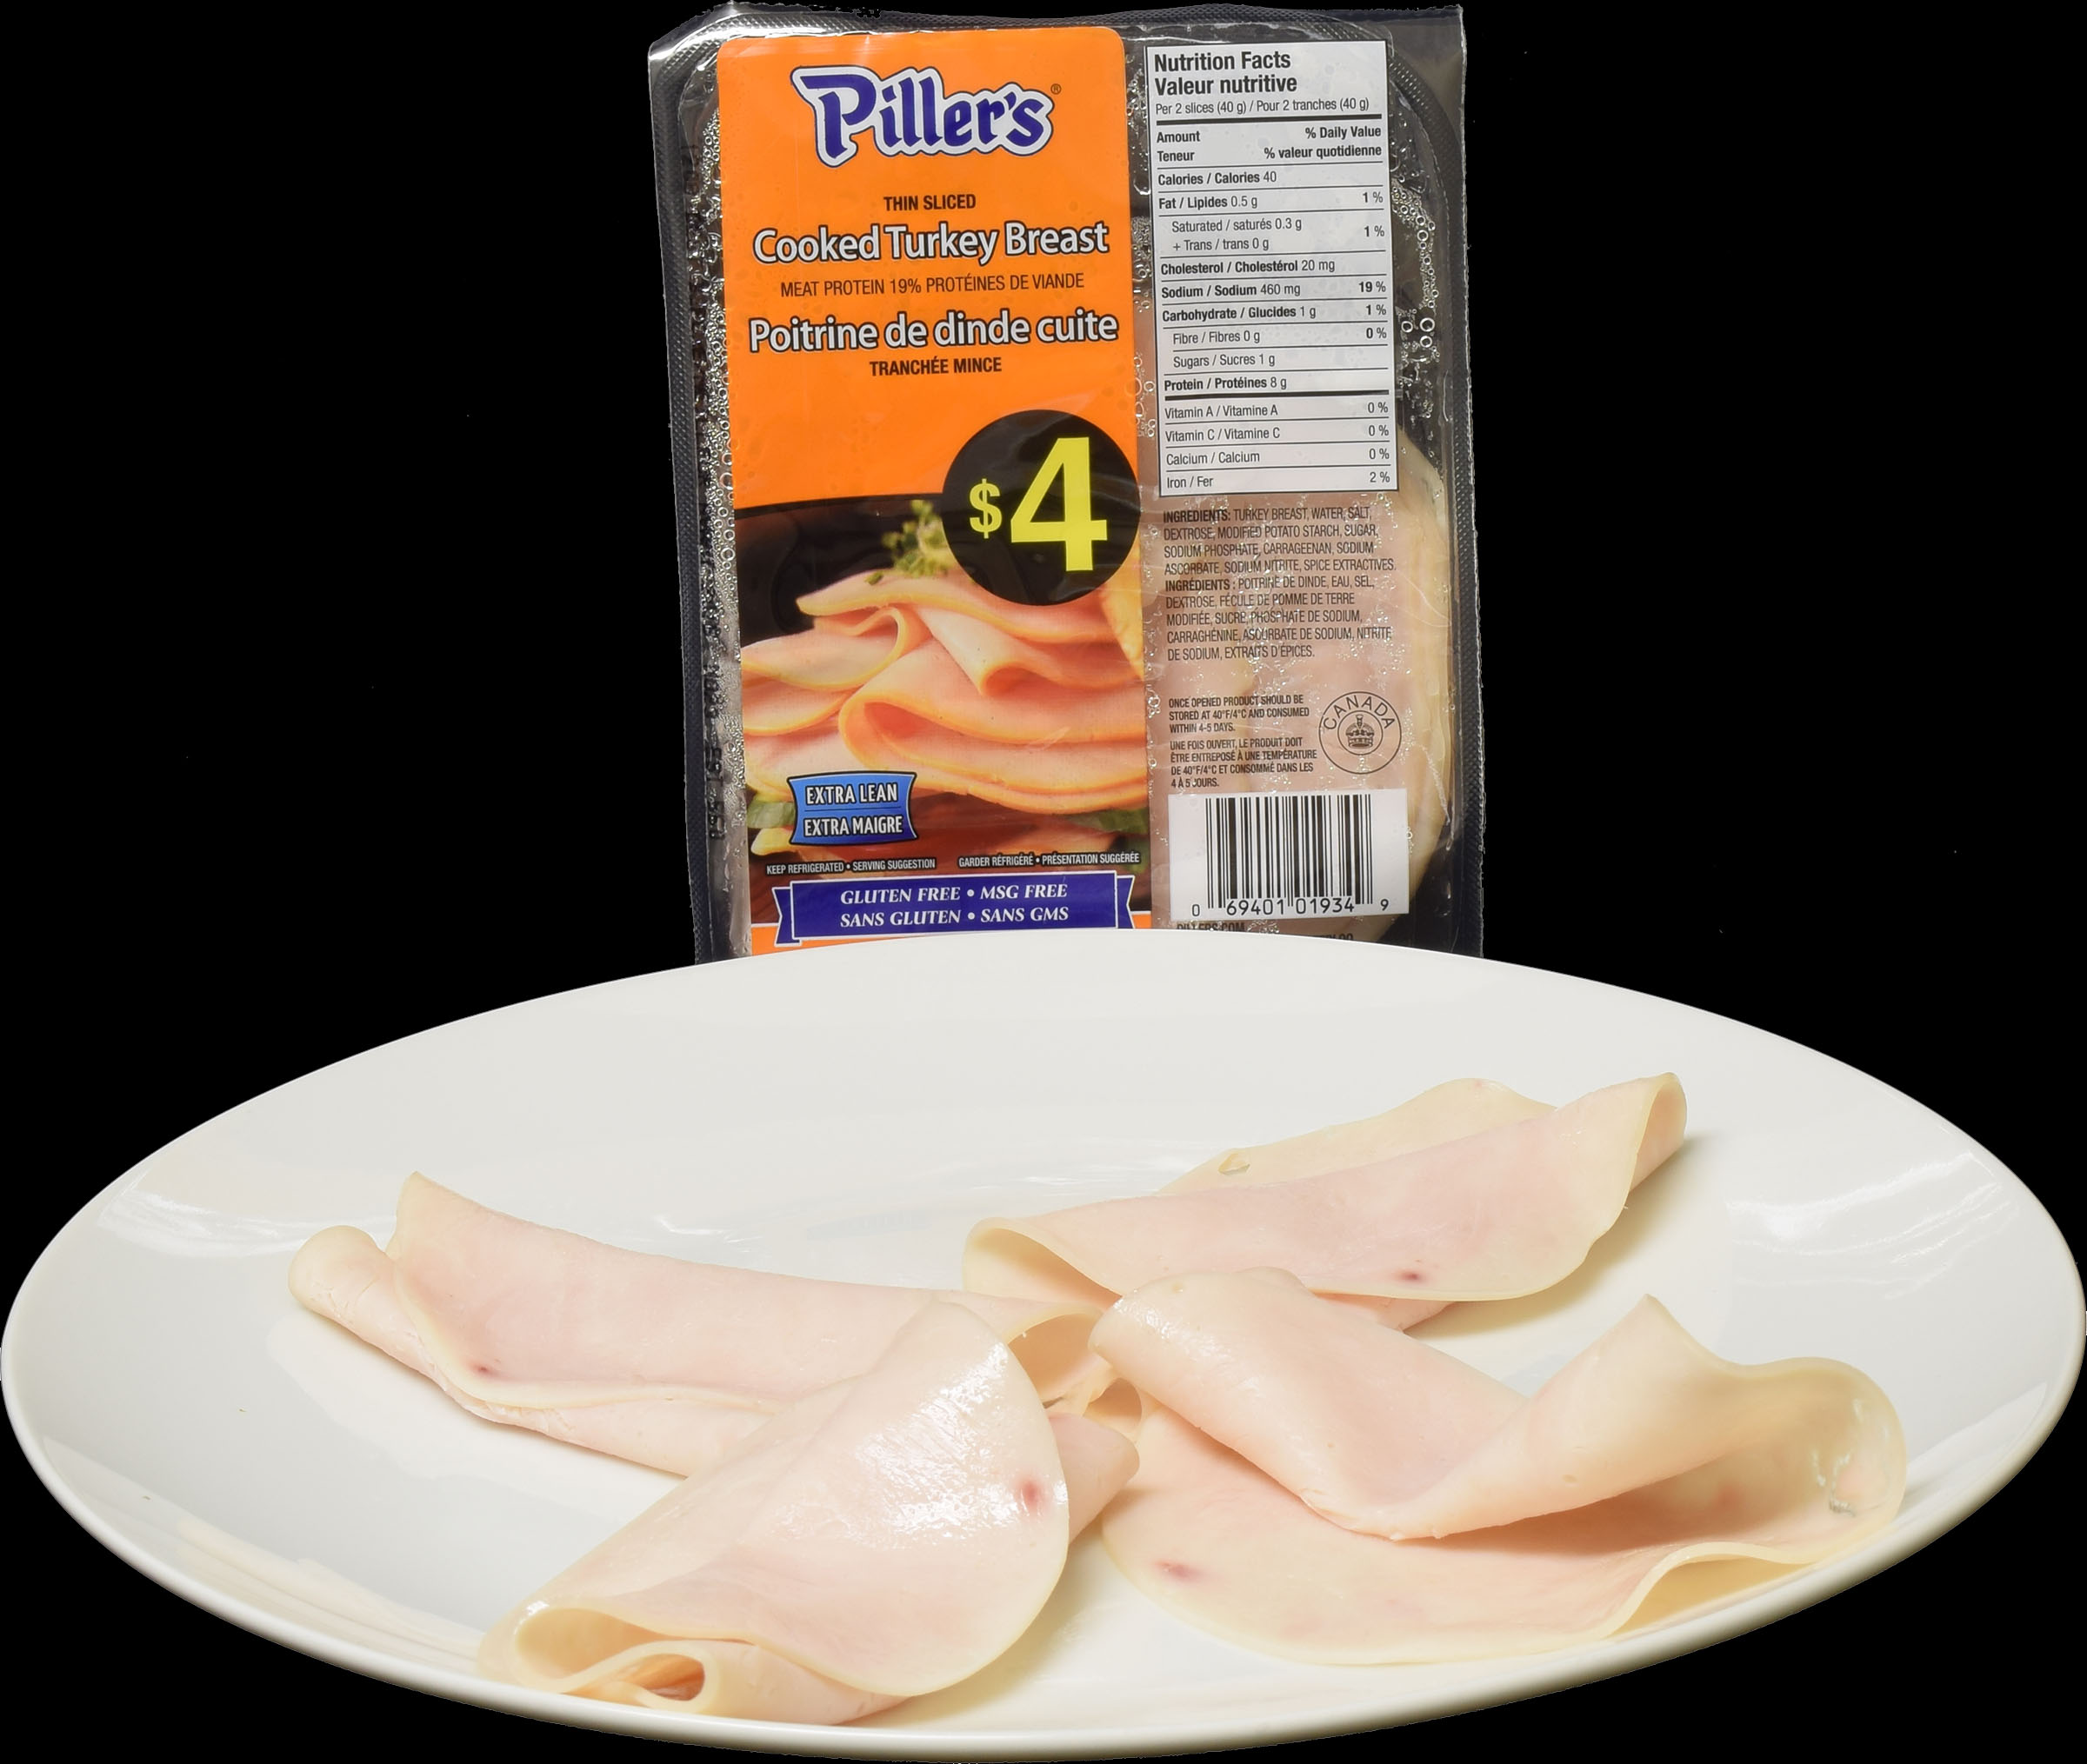 Piller's®
THIN SLICED
Cooked Turkey Breast
MEAT PROTEIN 19% PROTÉINES DE VIANDE
Poitrine de dinde cuite
TRANCHÉE MINCE
$4
EXTRA LEAN
EXTRA MAIGRE
KEEP REFRIGERATED • SERVING SUGGESTION GARDER RÉFRIGÉRÉ • PRÉSENTATION SUGGÉRÉE
GLUTEN FREE • MSG FREE
SANS GLUTEN • SANS GMS
Nutrition Facts
Valeur nutritive
Per 2 slices (40 g) / Pour 2 tranches (40 g)
Amount % Daily Value
Teneur % valeur quotidienne
Calories / Calories 40
Fat / Lipides 0.5 g 1 %
Saturated / saturés 0.3 g
+ Trans / trans 0 g 1 %
Cholesterol / Cholestérol 20 mg
Sodium / Sodium 460 mg 19 %
Carbohydrate / Glucides 1 g 1 %
Fibre / Fibres 0 g 0 %
Sugars / Sucres 1 g
Protein / Protéines 8 g
Vitamin A / Vitamine A 0 %
Vitamin C / Vitamine C 0 %
Calcium / Calcium 0 %
Iron / Fer 2 %
INGREDIENTS: TURKEY BREAST, WATER, SALT,
DEXTROSE, MODIFIED POTATO STARCH, SUGAR,
SODIUM PHOSPHATE, CARRAGEENAN, SODIUM
ASCORBATE, SODIUM NITRITE, SPICE EXTRACTIVES.
INGRÉDIENTS : POITRINE DE DINDE, EAU, SEL,
DEXTROSE, FÉCULE DE POMME DE TERRE
MODIFIÉE, SUCRE, PHOSPHATE DE SODIUM,
CARRAGHÉNINE, ASCORBATE DE SODIUM, NITRITE
DE SODIUM, EXTRAITS D'ÉPICES.
ONCE OPENED PRODUCT SHOULD BE
STORED AT 40°F/4°C AND CONSUMED
WITHIN 4-5 DAYS.
UNE FOIS OUVERT, LE PRODUIT DOIT
ÊTRE ENTREPOSÉ À UNE TEMPÉRATURE
DE 40°F/4°C ET CONSOMMÉ DANS LES
4 À 5 JOURS.
CANADA
0 69401 01934 9
PILLERS.COM